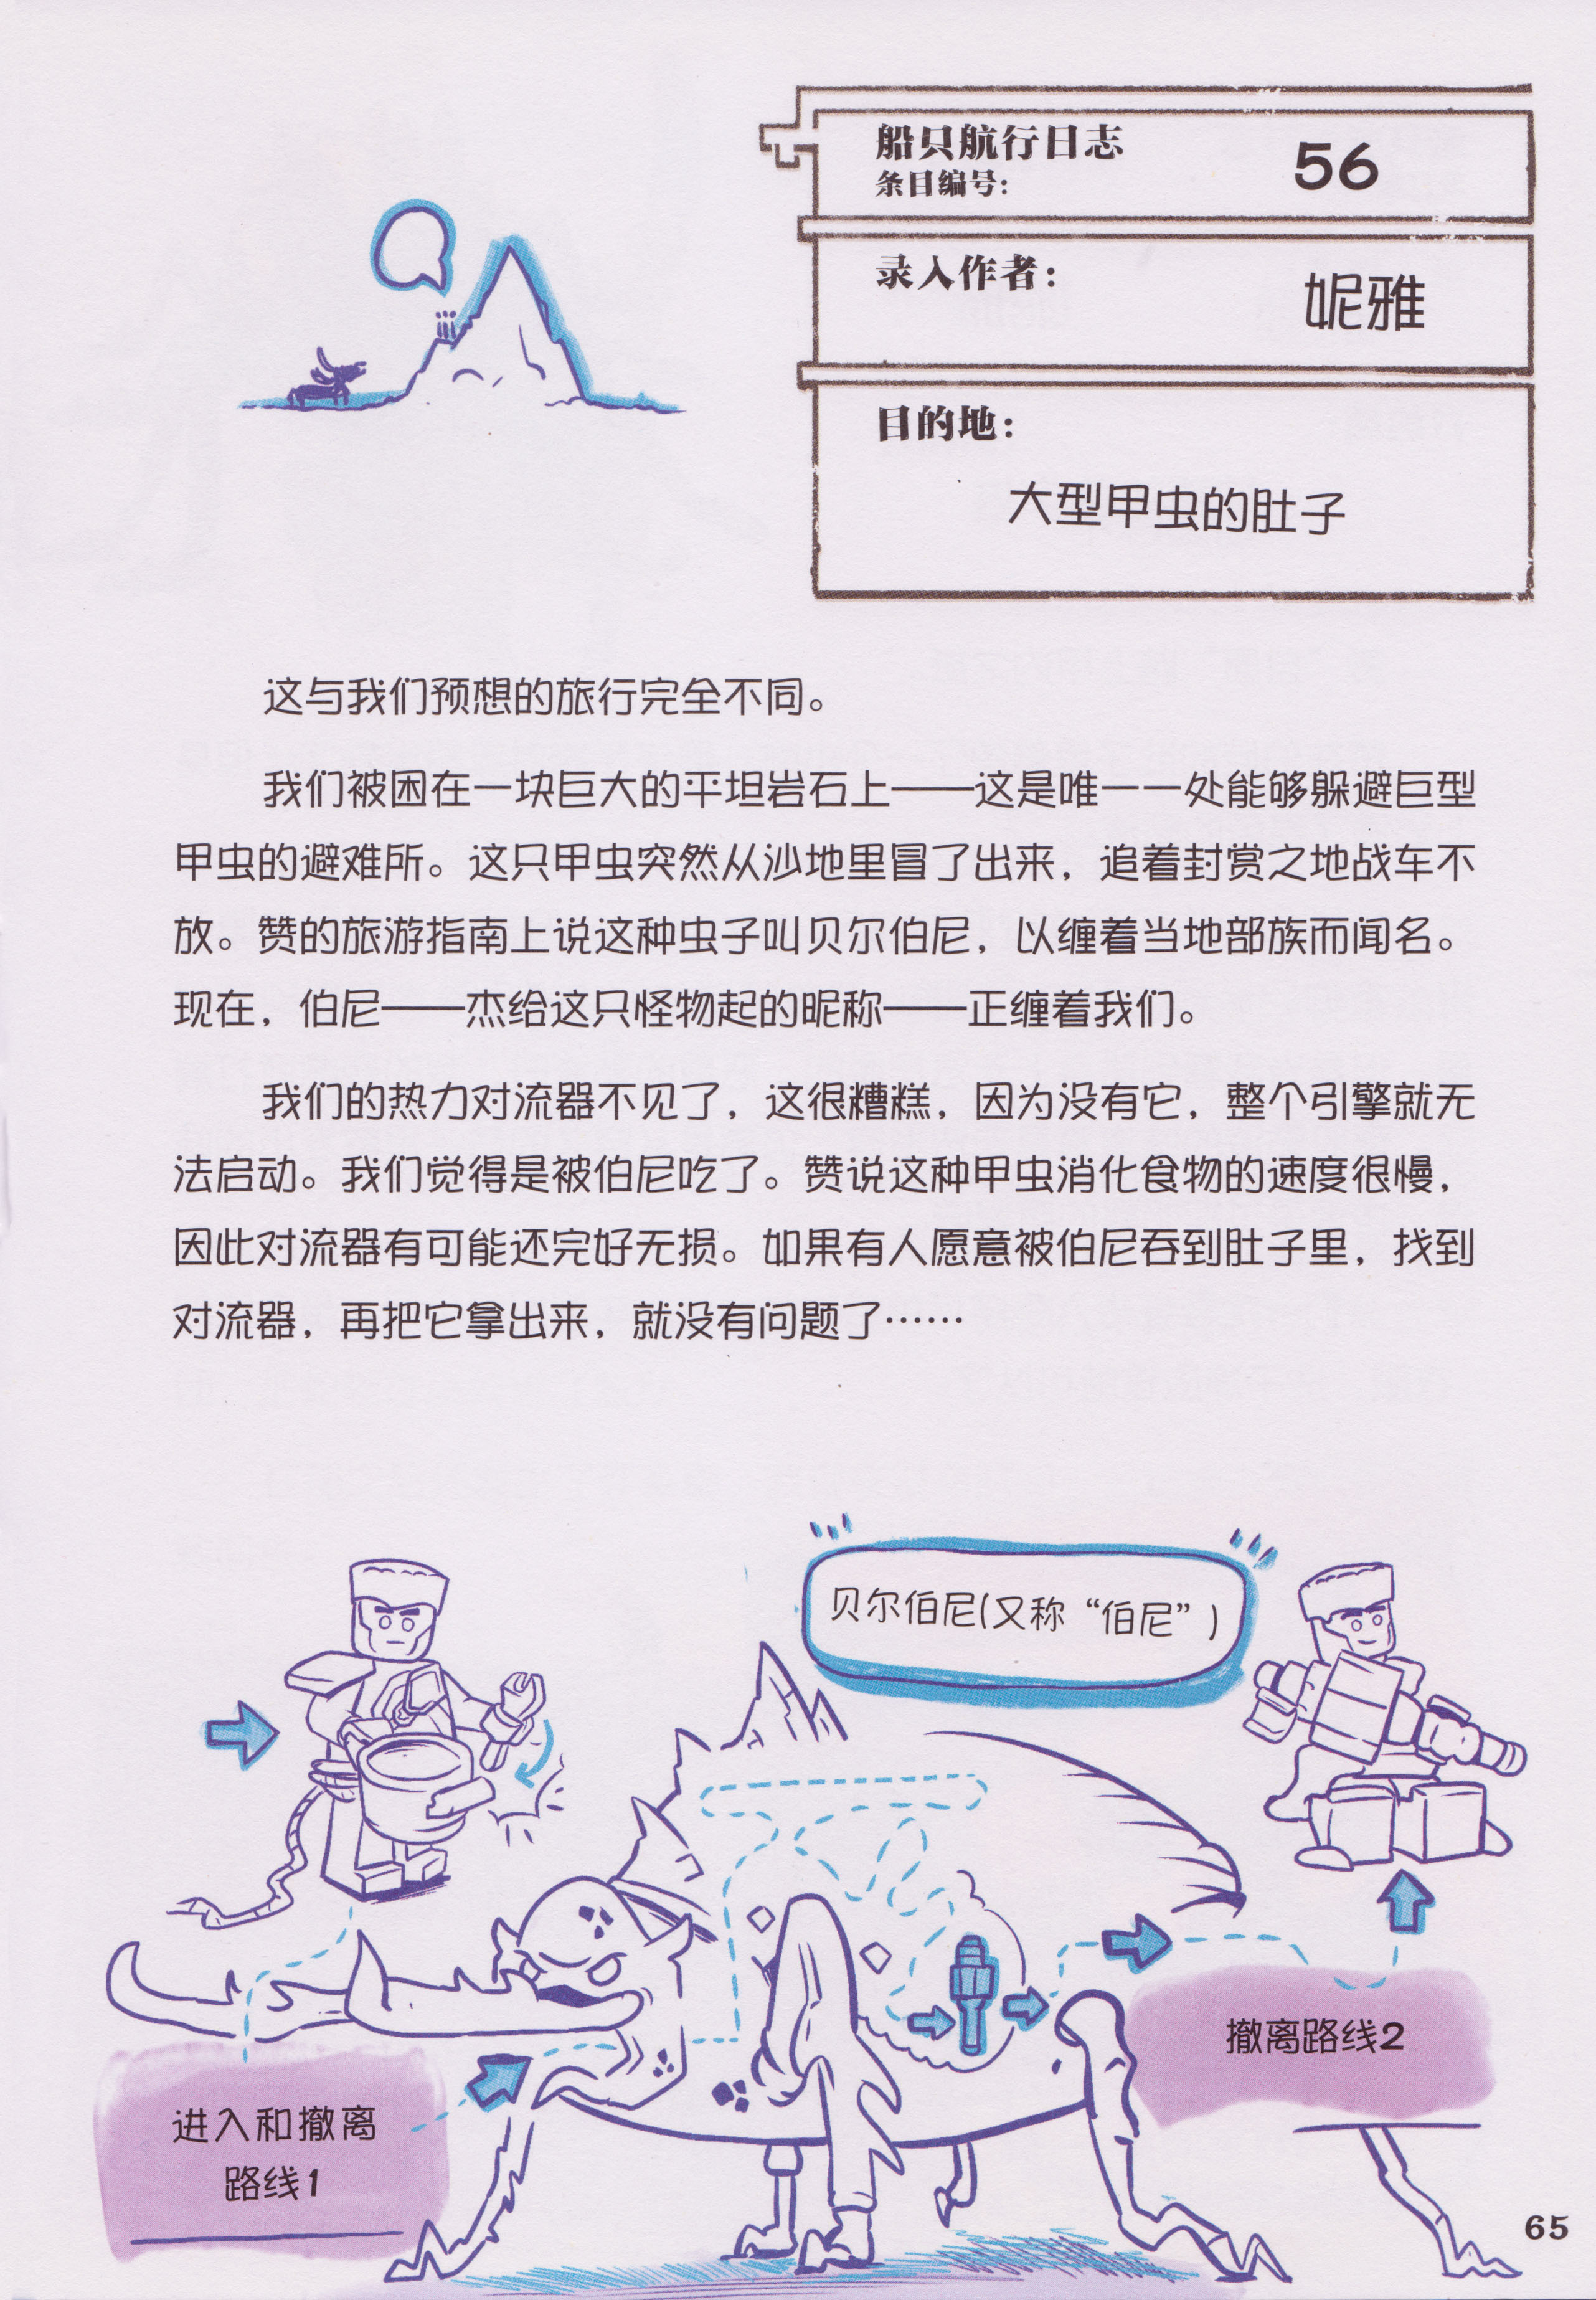 船只航行日志
条目编号：
56
录入作者：
妮雅
目的地：
大型甲虫的肚子
这与我们预想的旅行完全不同。
我们被困在一块巨大的平坦岩石上——这是唯一一处能够躲避巨型
甲虫的避难所。这只甲虫突然从沙地里冒了出来，追着封赏之地战车不
放。赞的旅游指南上说这种虫子叫贝尔伯尼，以缠着当地部族而闻名。
现在，伯尼——杰给这只怪物起的昵称——正缠着我们。
我们的热力对流器不见了，这很糟糕，因为没有它，整个引擎就无
法启动。我们觉得是被伯尼吃了。赞说这种甲虫消化食物的速度很慢，
因此对流器有可能还完好无损。如果有人愿意被伯尼吞到肚子里，找到
对流器，再把它拿出来，就没有问题了……
贝尔伯尼(又称“伯尼”)
撤离路线2
进入和撤离
路线1
65